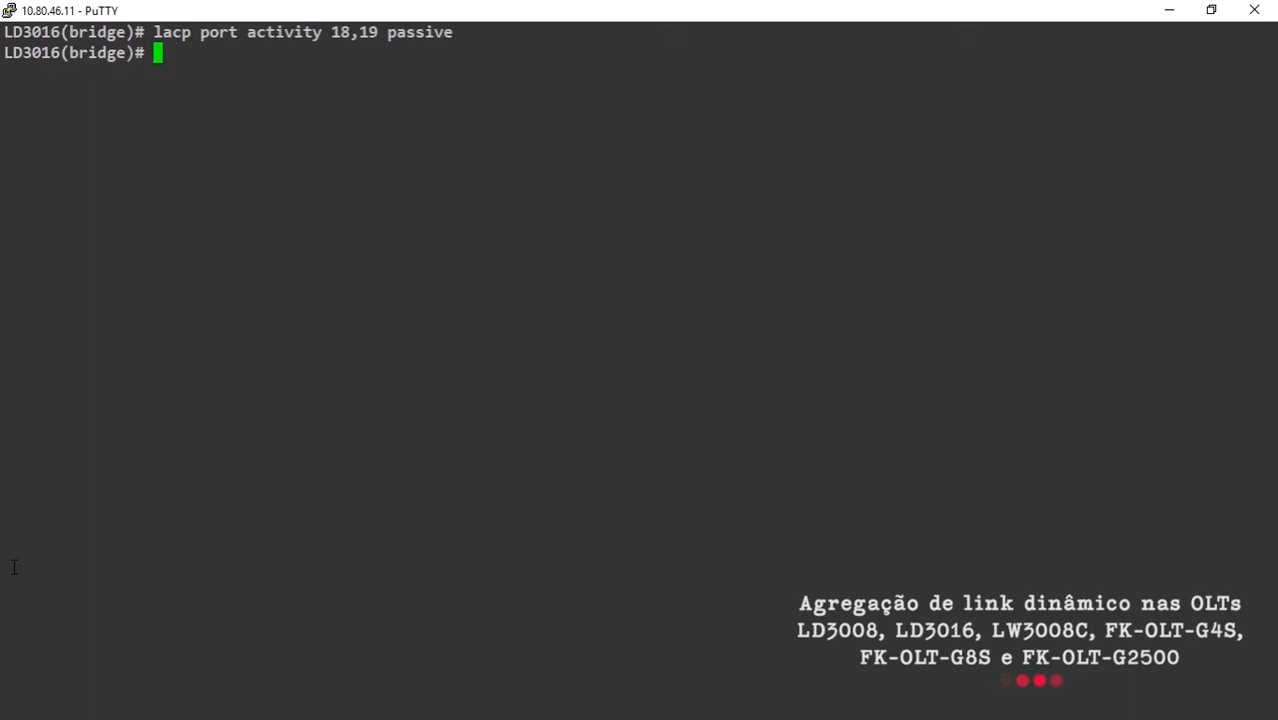 10.80.46.11 - PuTTY
LD3016(bridge)# lacp port activity 18,19 passive
LD3016(bridge)#
Agregação de link dinâmico nas OLTs
LD3008, LD3016, LW3008C, FK-OLT-G4S,
FK-OLT-G8S e FK-OLT-G2500